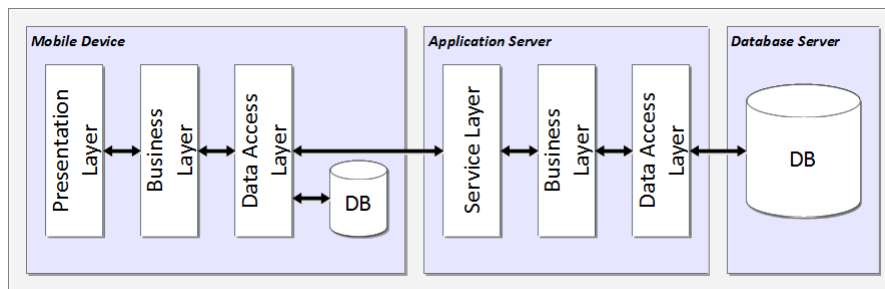 Mobile Device
Presentation
Layer
Business
Layer
Data Access
Layer
DB
Application Server
Service Layer
Business
Layer
Data Access
Layer
Database Server
DB